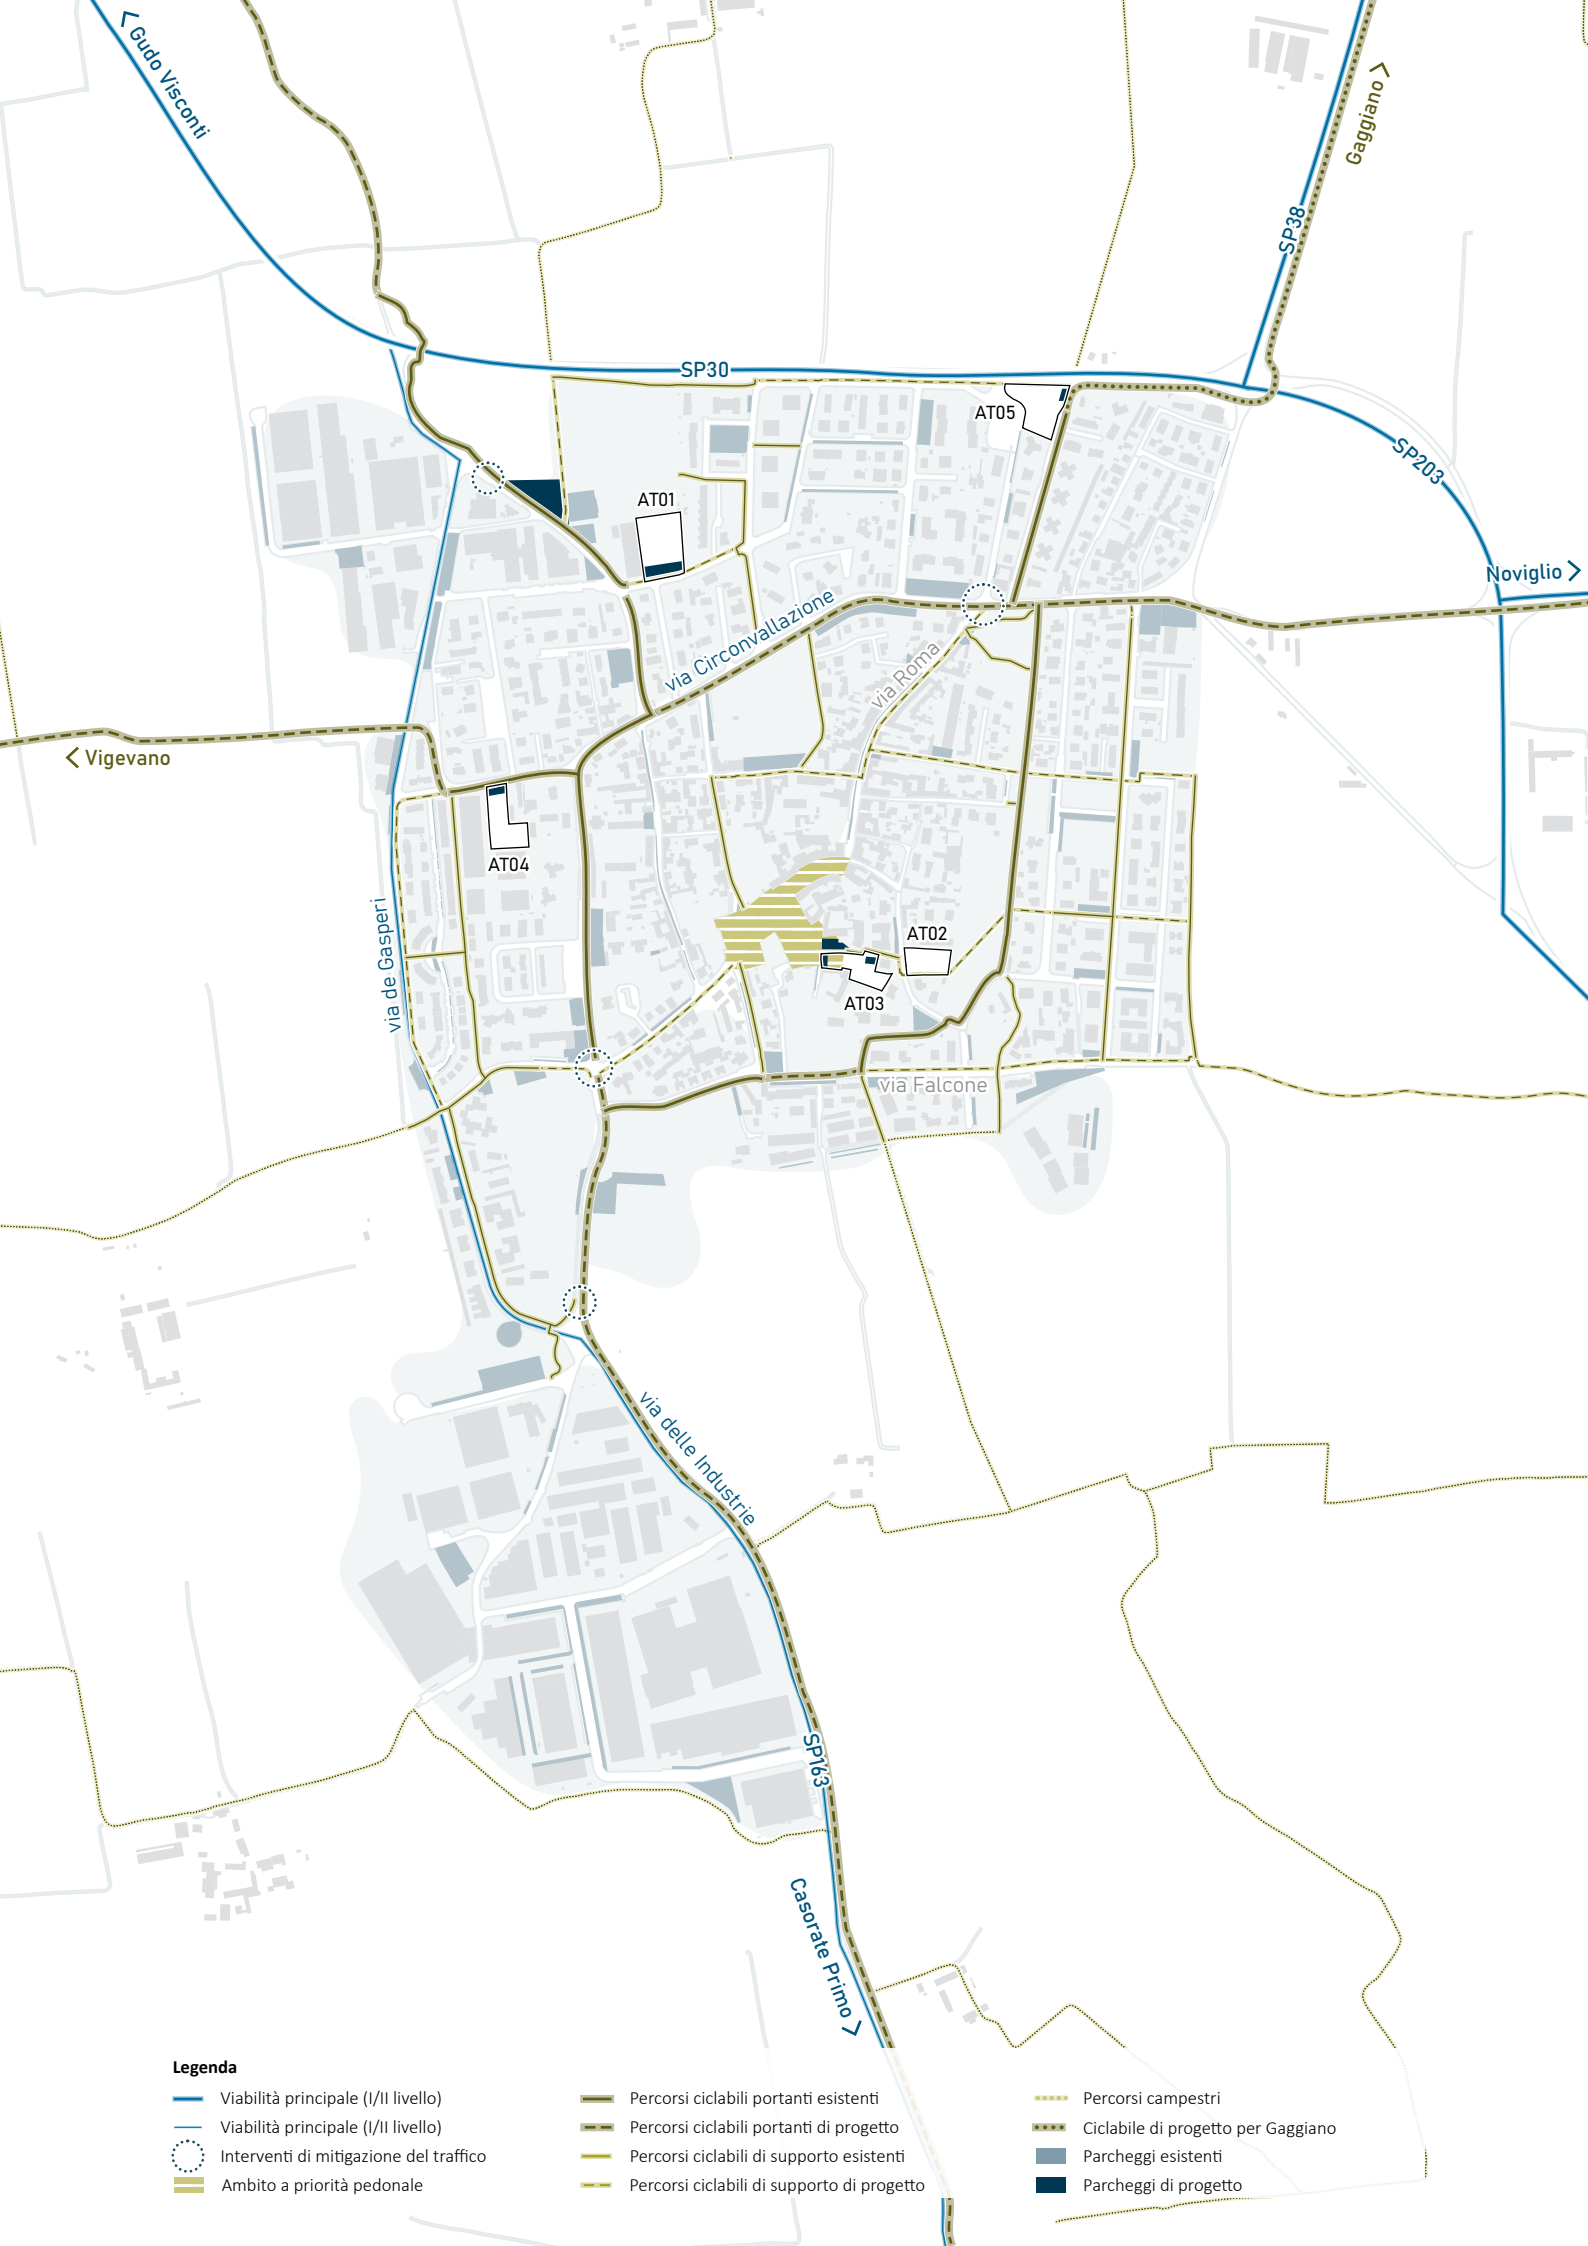 Gudo Visconti
Gaggiano
SP38
SP30
AT05
SP203
AT01
Noviglio
via Circonvallazione
via Roma
Vigevano
AT04
via de Gasperi
AT02
AT03
via Falcone
via delle Industrie
SP163
Casorate Primo
Legenda
Viabilità principale (I/II livello)
Viabilità principale (I/II livello)
Interventi di mitigazione del traffico
Ambito a priorità pedonale
Percorsi ciclabili portanti esistenti
Percorsi ciclabili portanti di progetto
Percorsi ciclabili di supporto esistenti
Percorsi ciclabili di supporto di progetto
Percorsi campestri
Ciclabile di progetto per Gaggiano
Parcheggi esistenti
Parcheggi di progetto